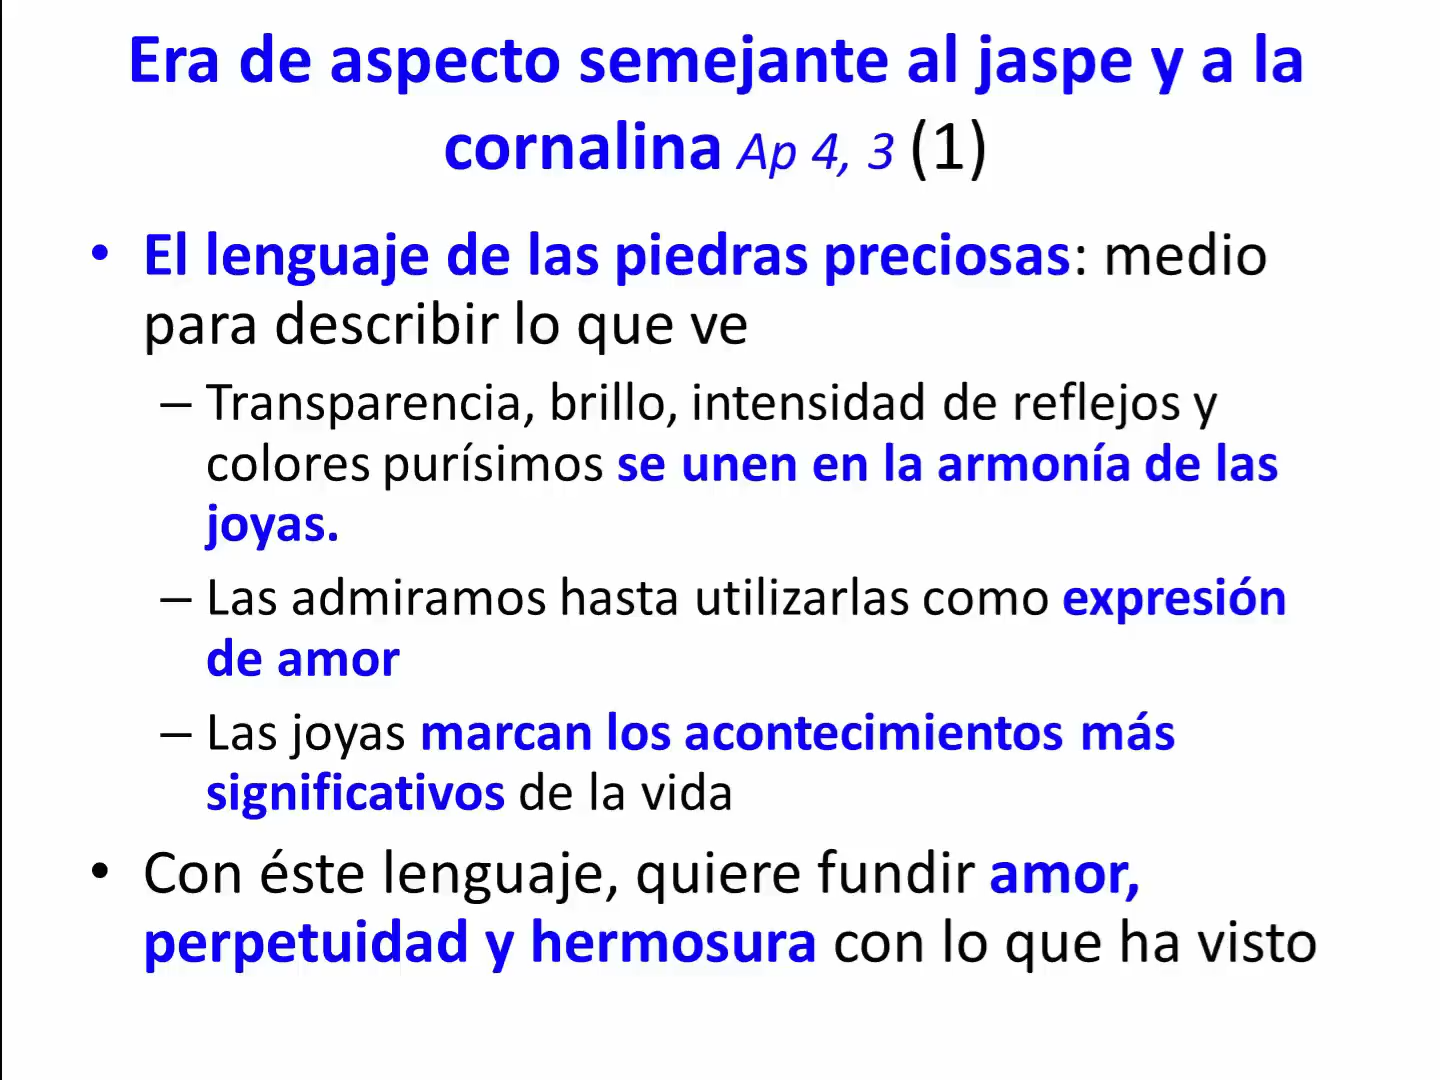 Era de aspecto semejante al jaspe y a la
cornalina Ap 4, 3 (1)
• El lenguaje de las piedras preciosas: medio
para describir lo que ve
– Transparencia, brillo, intensidad de reflejos y
colores purísimos se unen en la armonía de las
joyas.
– Las admiramos hasta utilizarlas como expresión
de amor
– Las joyas marcan los acontecimientos más
significativos de la vida
• Con éste lenguaje, quiere fundir amor,
perpetuidad y hermosura con lo que ha visto